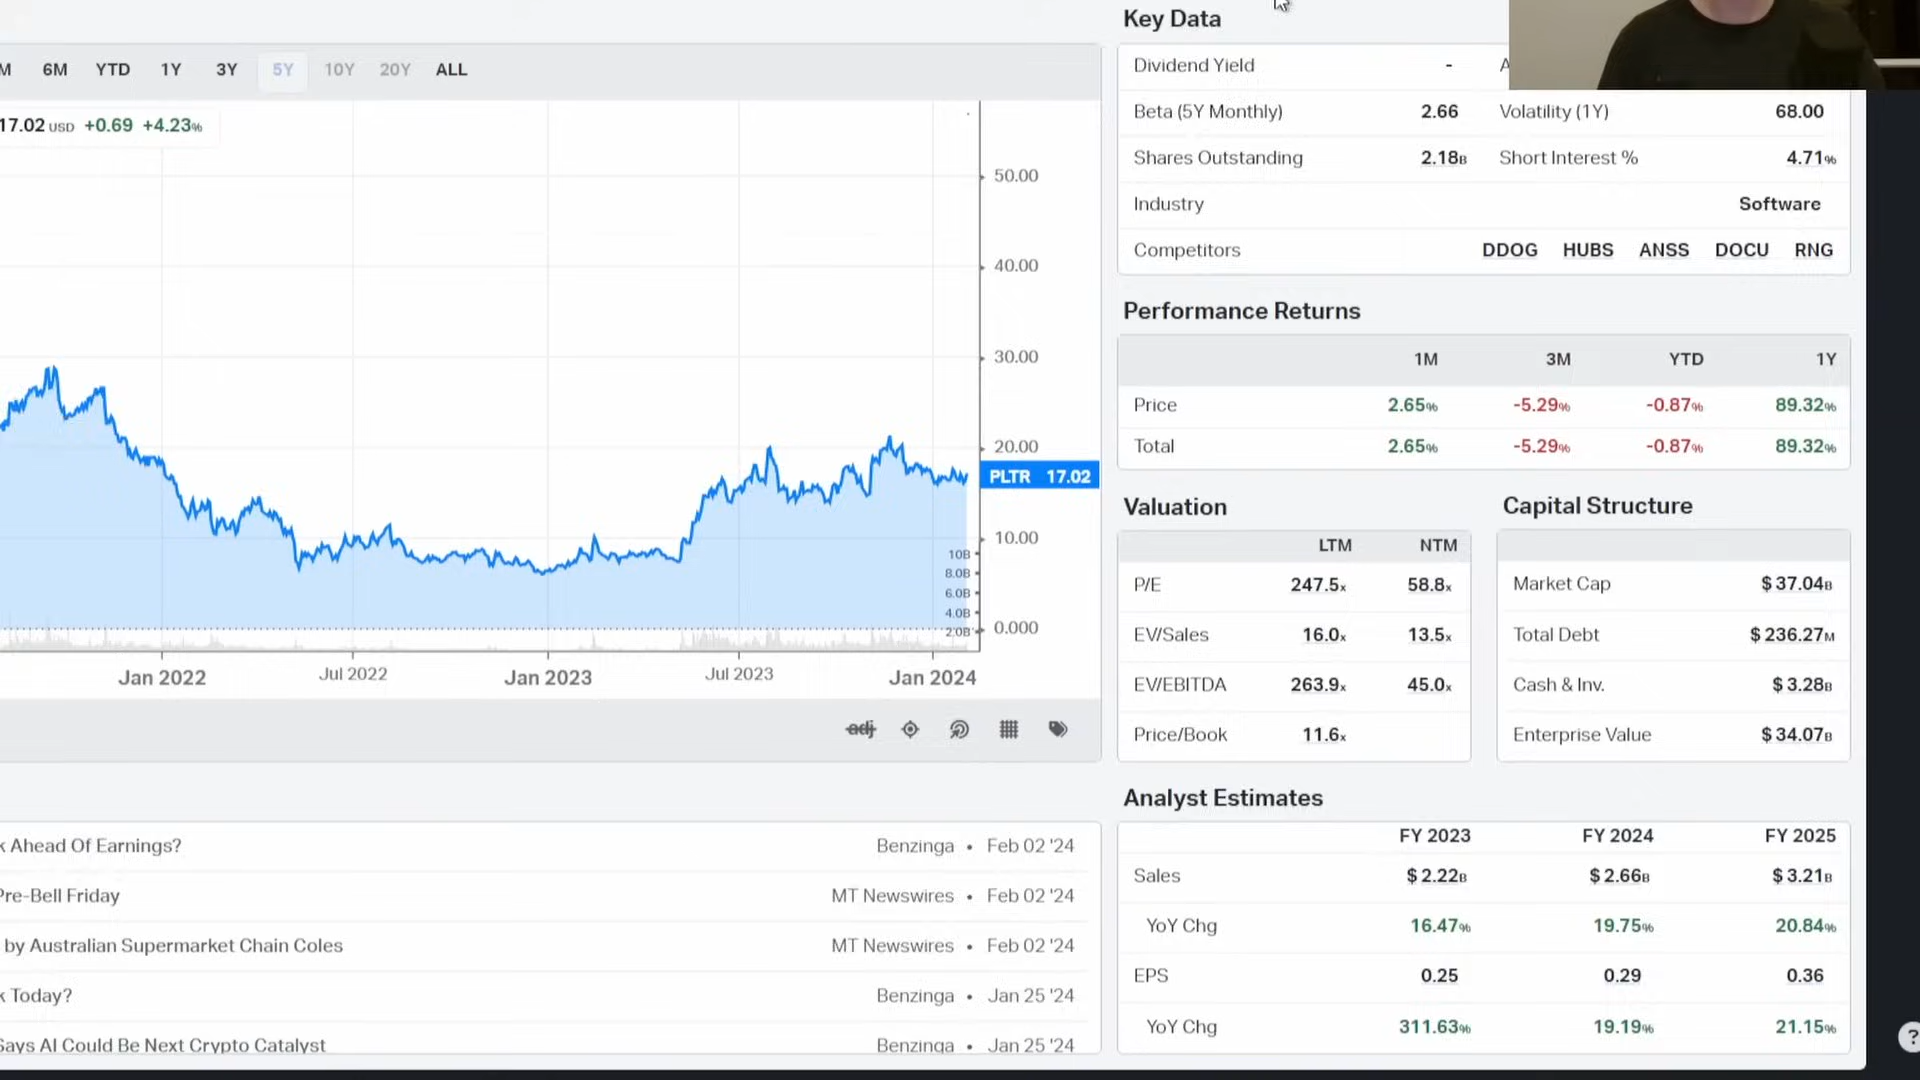 6M YTD 1Y 3Y 5Y 10Y 20Y ALL
17.02 USD +0.69 +4.23%
50.00
40.00
30.00
20.00
PLTR 17.02
10.00
10B
8.0B
6.0B
4.0B
2.0B
0.000
Jan 2022 Jul 2022 Jan 2023 Jul 2023 Jan 2024
adj
Ahead Of Earnings? Benzinga • Feb 02 '24
Pre-Bell Friday MT Newswires • Feb 02 '24
by Australian Supermarket Chain Coles MT Newswires • Feb 02 '24
Today? Benzinga • Jan 25 '24
Says AI Could Be Next Crypto Catalyst Benzinga • Jan 25 '24
Key Data
Dividend Yield -
Beta (5Y Monthly) 2.66 Volatility (1Y) 68.00
Shares Outstanding 2.18B Short Interest % 4.71%
Industry Software
Competitors DDOG HUBS ANSS DOCU RNG
Performance Returns
1M 3M YTD 1Y
Price 2.65% -5.29% -0.87% 89.32%
Total 2.65% -5.29% -0.87% 89.32%
Valuation
LTM NTM
P/E 247.5x 58.8x
EV/Sales 16.0x 13.5x
EV/EBITDA 263.9x 45.0x
Price/Book 11.6x
Capital Structure
Market Cap $ 37.04B
Total Debt $ 236.27M
Cash & Inv. $ 3.28B
Enterprise Value $ 34.07B
Analyst Estimates
FY 2023 FY 2024 FY 2025
Sales $ 2.22B $ 2.66B $ 3.21B
YoY Chg 16.47% 19.75% 20.84%
EPS 0.25 0.29 0.36
YoY Chg 311.63% 19.19% 21.15%
?